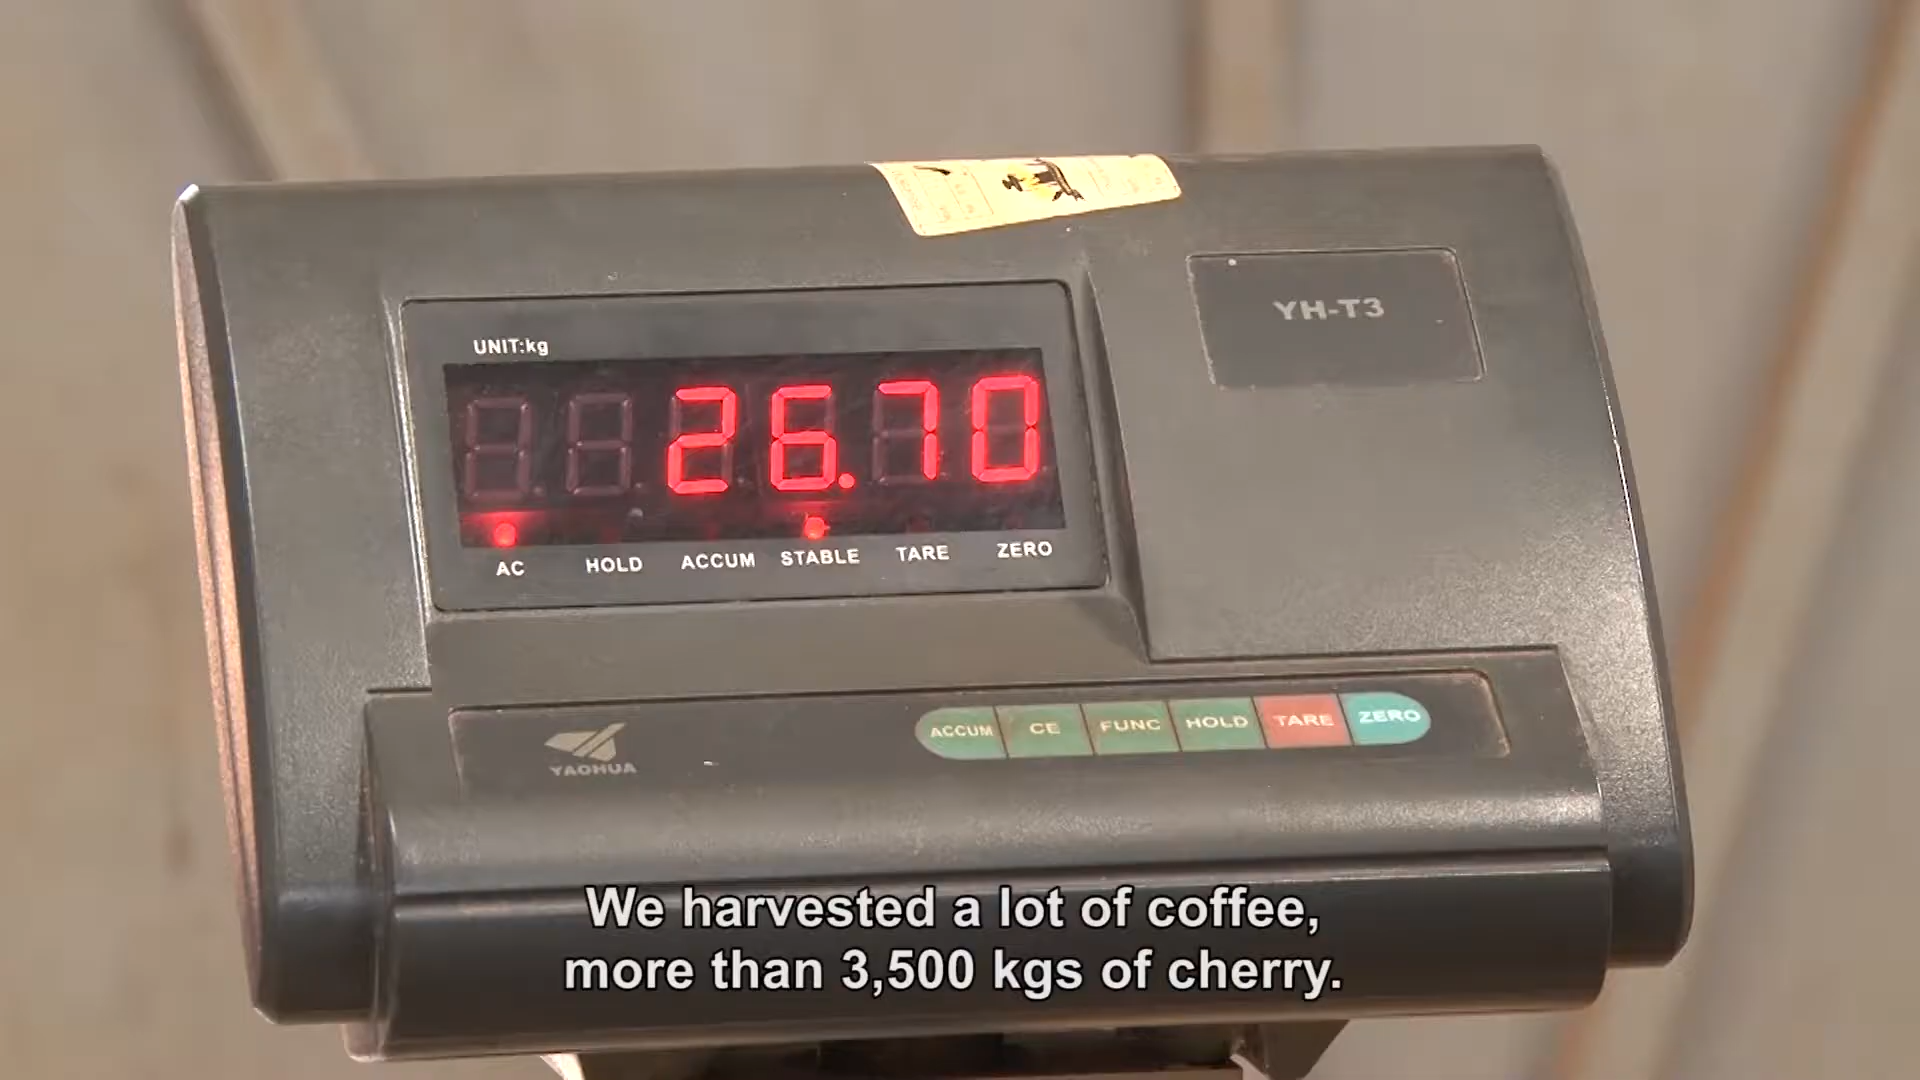 YH-T3
UNIT:kg
26.70
AC HOLD ACCUM STABLE TARE ZERO
YAOHUA
ACCUM CE FUNC HOLD TARE ZERO
We harvested a lot of coffee,
more than 3,500 kgs of cherry.